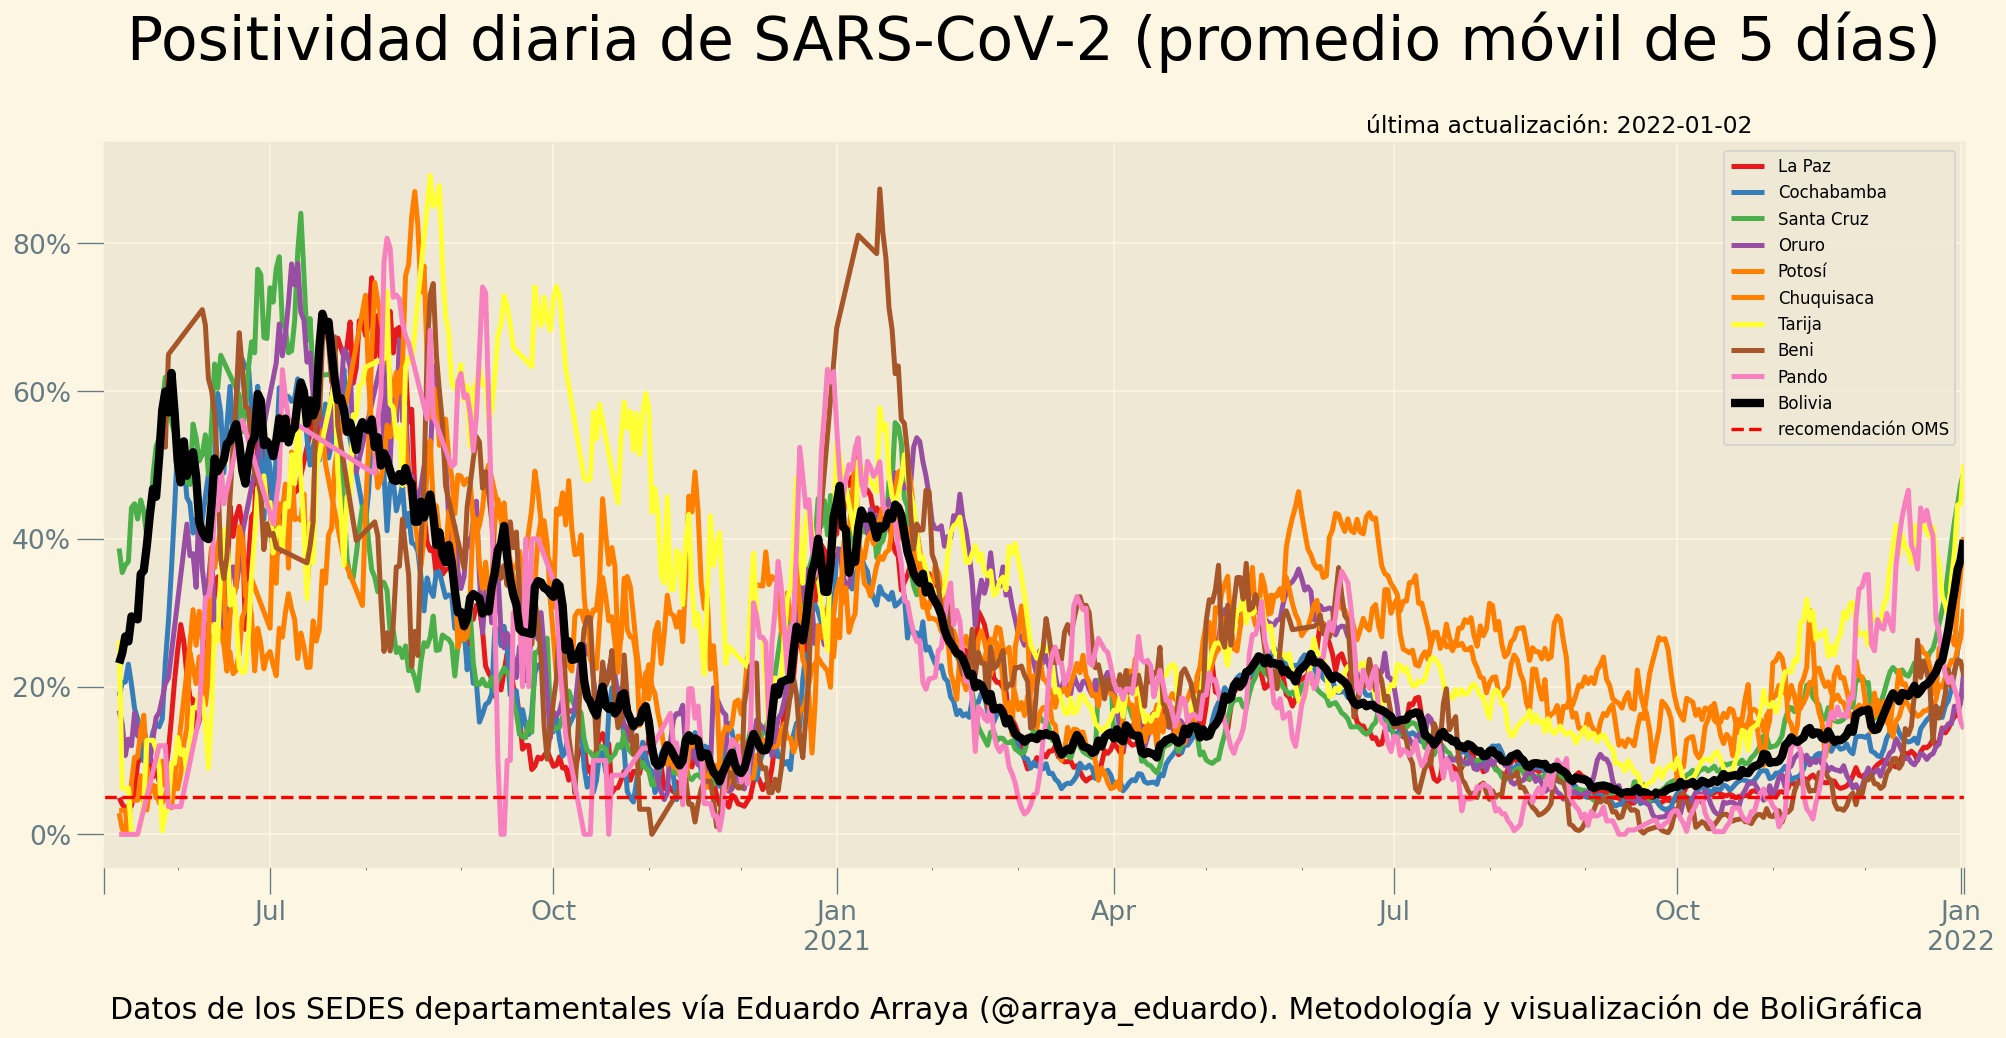 Positividad diaria de SARS-CoV-2 (promedio móvil de 5 días)
última actualización: 2022-01-02
La Paz
Cochabamba
Santa Cruz
Oruro
Potosí
Chuquisaca
Tarija
Beni
Pando
Bolivia
recomendación OMS
80%
60%
40%
20%
0%
Jul Oct Jan Apr Jul Oct Jan
2021 2022
Datos de los SEDES departamentales vía Eduardo Arraya (@arraya_eduardo). Metodología y visualización de BoliGráfica